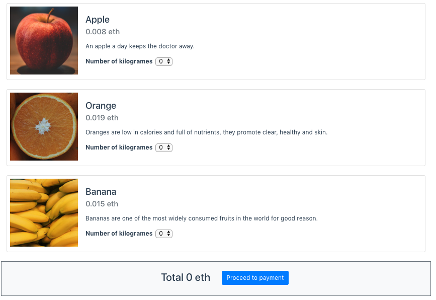 Apple
0.008 eth
An apple a day keeps the doctor away
Number of kilogrames 0
Orange
0.019 eth
Oranges are low in calories and full of nutrients, they promote clear, healthy and skin.
Number of kilogrames 0
Banana
0.015 eth
Bananas are one of the most widely consumed fruits in the world for good reason.
Number of kilogrames 0
Total 0 eth Procced to payment